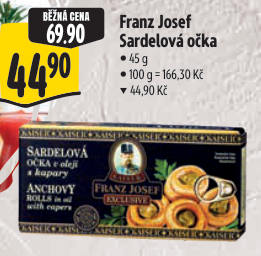 BĚŽNÁ CENA
69.90
44.90
Franz Josef
Sardelová očka
• 45 g
• 100 g = 166,30 Kč
▼ 44,90 Kč
SARDELOVÁ
OČKA v oleji
s kapary
ANCHOVY
ROLLS in oil
with capers
KAISER
FRANZ JOSEF
EXCLUSIVE